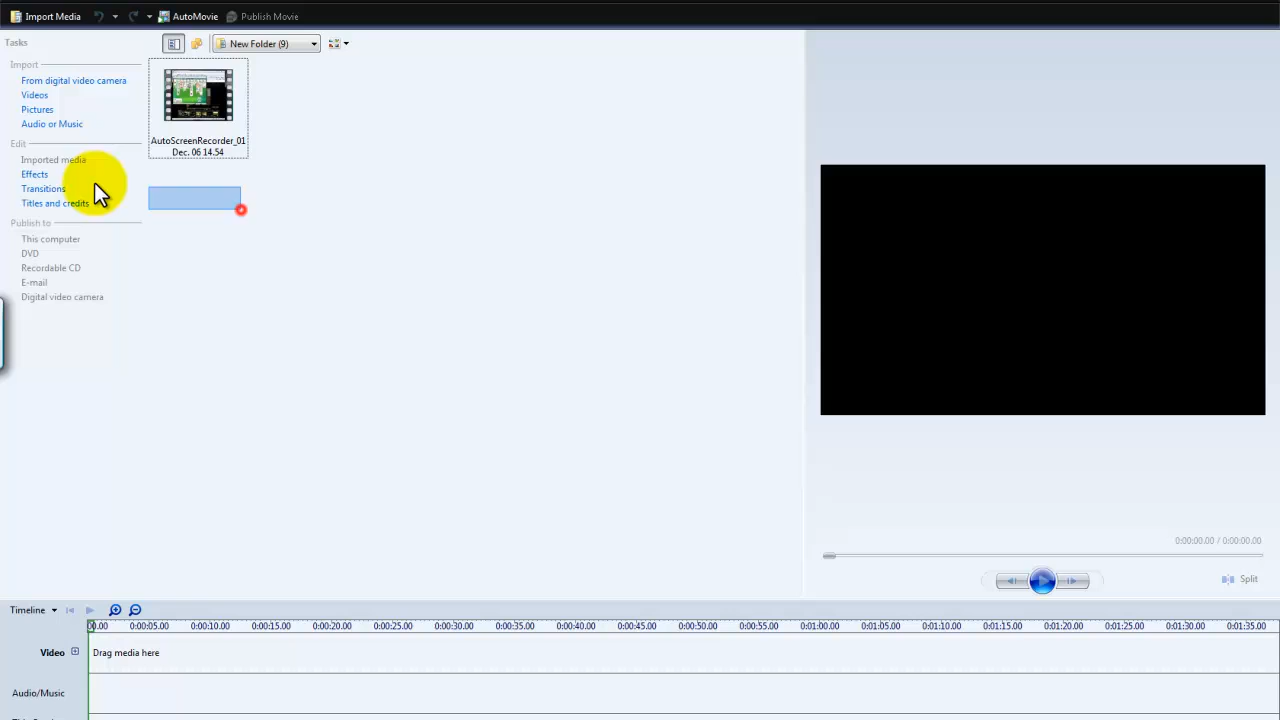 Import Media AutoMovie Publish Movie
Tasks
New Folder (9)
Import
From digital video camera
Videos
Pictures
Audio or Music
AutoScreenRecorder_01
Dec. 06 14.54
Edit
Imported media
Effects
Transitions
Titles and credits
Publish to
This computer
DVD
Recordable CD
E-mail
Digital video camera
0:00:00.00 / 0:00:00.00
Split
Timeline
00.00 0:00:05.00 0:00:10.00 0:00:15.00 0:00:20.00 0:00:25.00 0:00:30.00 0:00:35.00 0:00:40.00 0:00:45.00 0:00:50.00 0:00:55.00 0:01:00.00 0:01:05.00 0:01:10.00 0:01:15.00 0:01:20.00 0:01:25.00 0:01:30.00 0:01:35.00
Video Drag media here
Audio/Music